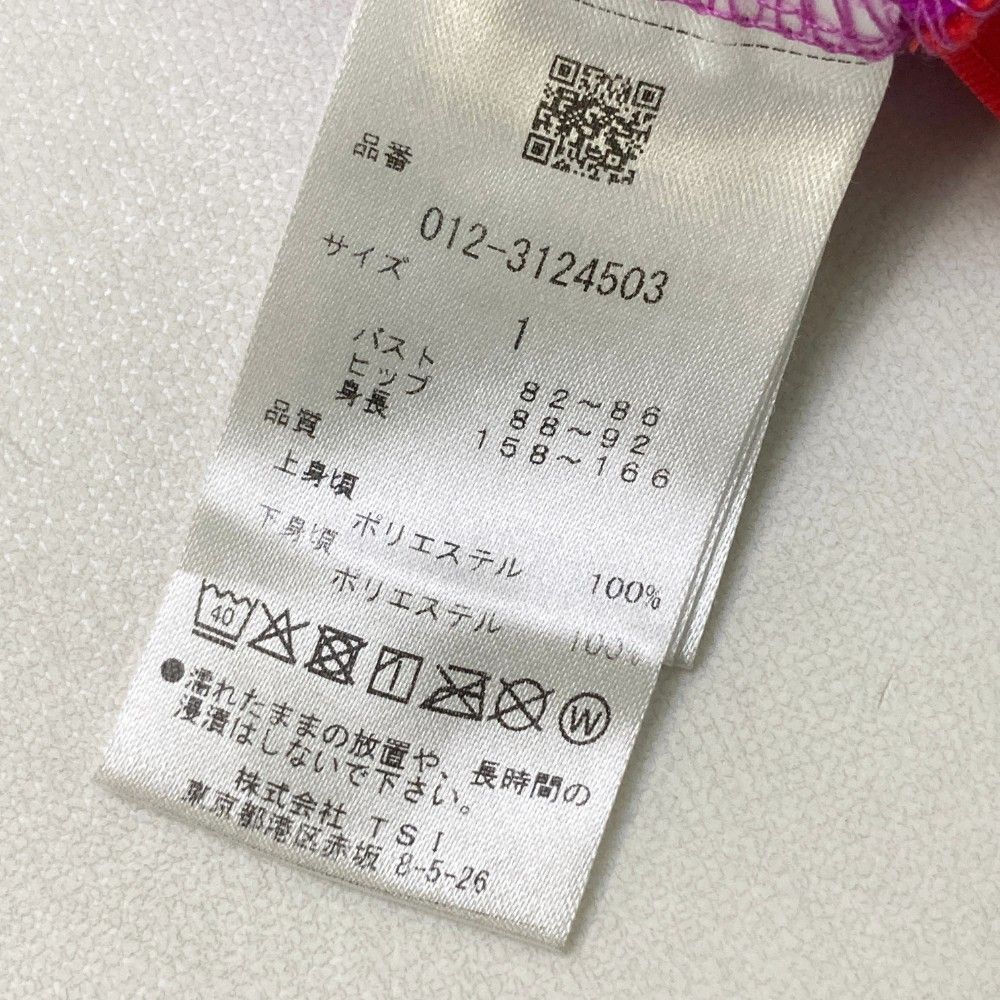 品番
012-3124503
サイズ
1
バスト 82～86
ヒップ 88～92
身長 158～166
品質
上身頃
ポリエステル 100%
下身頃
ポリエステル 100%
40
W
●濡れたままの放置や、長時間の
浸漬はしないで下さい。
株式会社 TSI
東京都港区赤坂 8-5-26